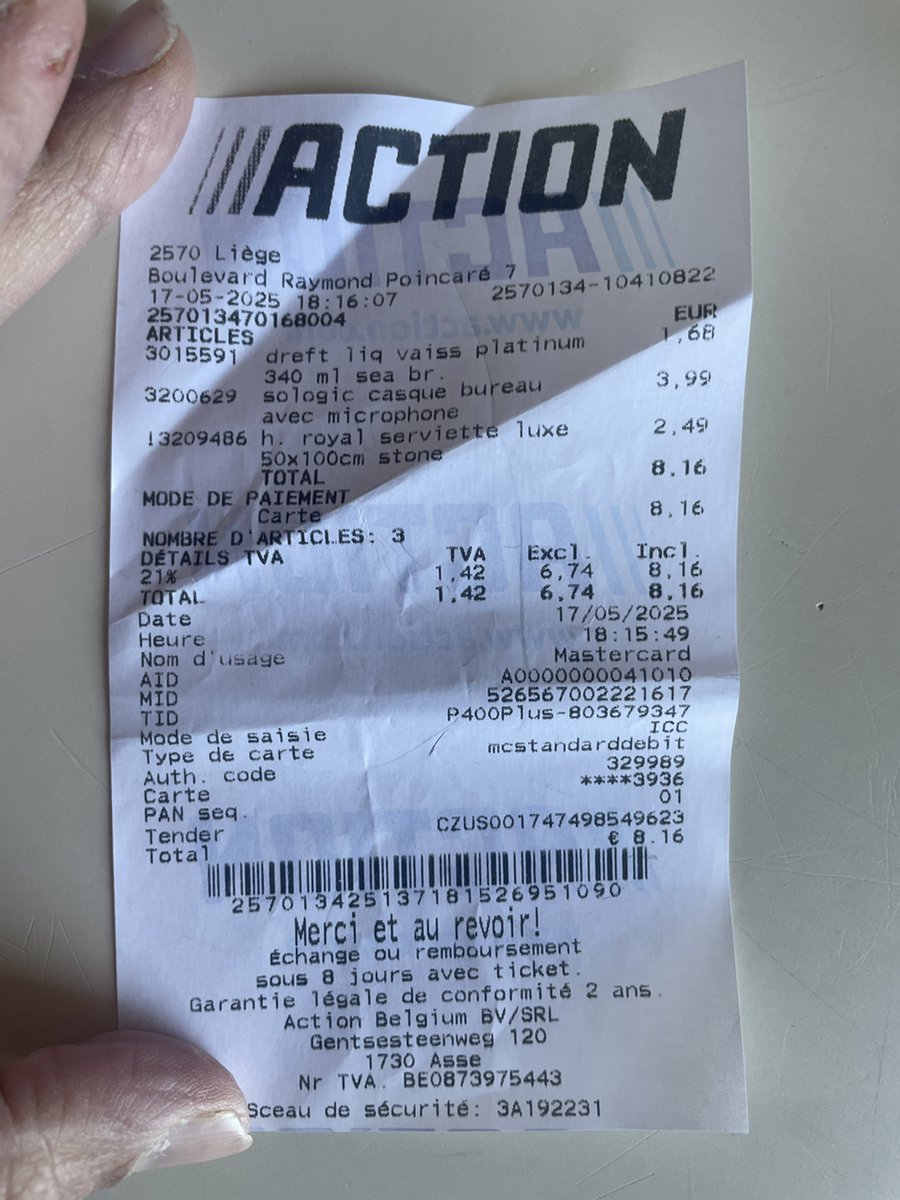 ACTION
2570 Liège
Boulevard Raymond Poincaré 7
17-05-2025 18:16:07 2570134-10410822
257013470168004 EUR
ARTICLES
3015591 dreft liq vaiss platinum 1,68
340 ml sea br.
3200629 sologic casque bureau 3,99
avec microphone
!3209486 h. royal serviette luxe 2,49
50x100cm stone
TOTAL 8.16
MODE DE PAIEMENT
Carte 8,16
NOMBRE D'ARTICLES: 3
DÉTAILS TVA TVA Excl. Incl.
21% 1,42 6,74 8,16
TOTAL 1,42 6,74 8,16
Date 17/05/2025
Heure 18:15:49
Nom d'usage Mastercard
AID A0000000041010
MID 526567002221617
TID P400Plus-803679347
Mode de saisie ICC
Type de carte mcstandarddebit
Auth. code 329989
Carte ****3936
PAN seq. 01
Tender CZUS001747498549623
Total € 8.16
257013425137181526951090
Merci et au revoir!
Échange ou remboursement
sous 8 jours avec ticket.
Garantie légale de conformité 2 ans.
Action Belgium BV/SRL
Gentsesteenweg 120
1730 Asse
Nr TVA. BE0873975443
Sceau de sécurité: 3A192231